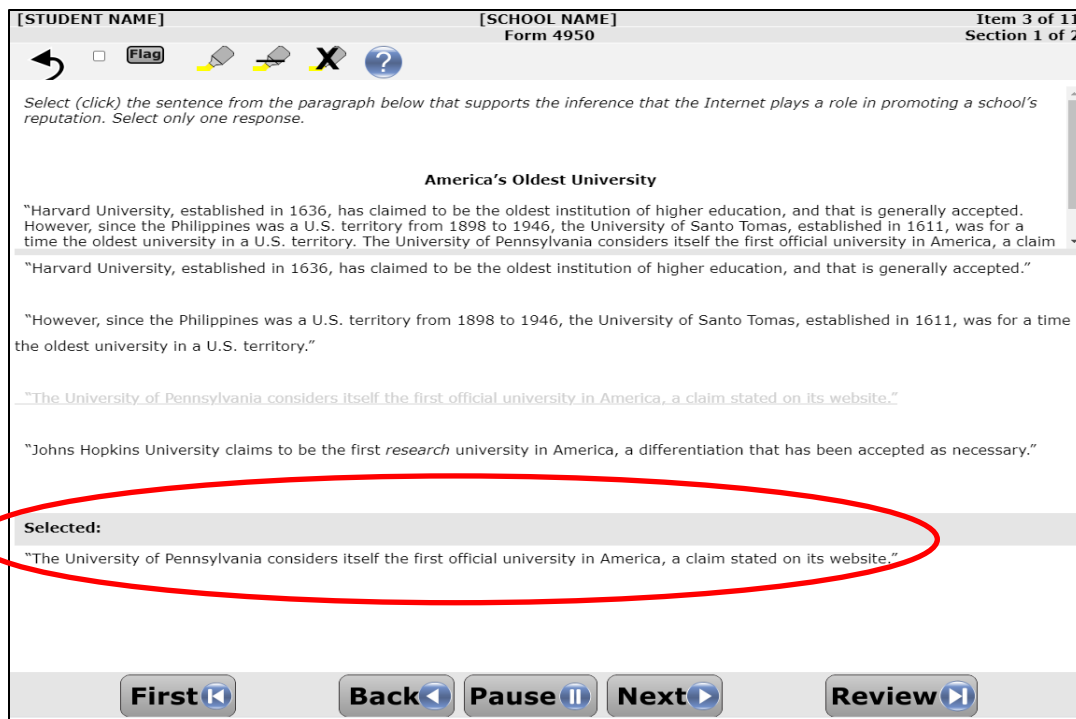 [STUDENT NAME] [SCHOOL NAME] Item 3 of 11
Form 4950 Section 1 of 2
Flag X ?
Select (click) the sentence from the paragraph below that supports the inference that the Internet plays a role in promoting a school's
reputation. Select only one response.
America's Oldest University
“Harvard University, established in 1636, has claimed to be the oldest institution of higher education, and that is generally accepted.
However, since the Philippines was a U.S. territory from 1898 to 1946, the University of Santo Tomas, established in 1611, was for a
time the oldest university in a U.S. territory. The University of Pennsylvania considers itself the first official university in America, a claim
“Harvard University, established in 1636, has claimed to be the oldest institution of higher education, and that is generally accepted.”
“However, since the Philippines was a U.S. territory from 1898 to 1946, the University of Santo Tomas, established in 1611, was for a time
the oldest university in a U.S. territory.”
“The University of Pennsylvania considers itself the first official university in America, a claim stated on its website.”
“Johns Hopkins University claims to be the first research university in America, a differentiation that has been accepted as necessary.”
Selected:
“The University of Pennsylvania considers itself the first official university in America, a claim stated on its website.”
First Back Pause Next Review